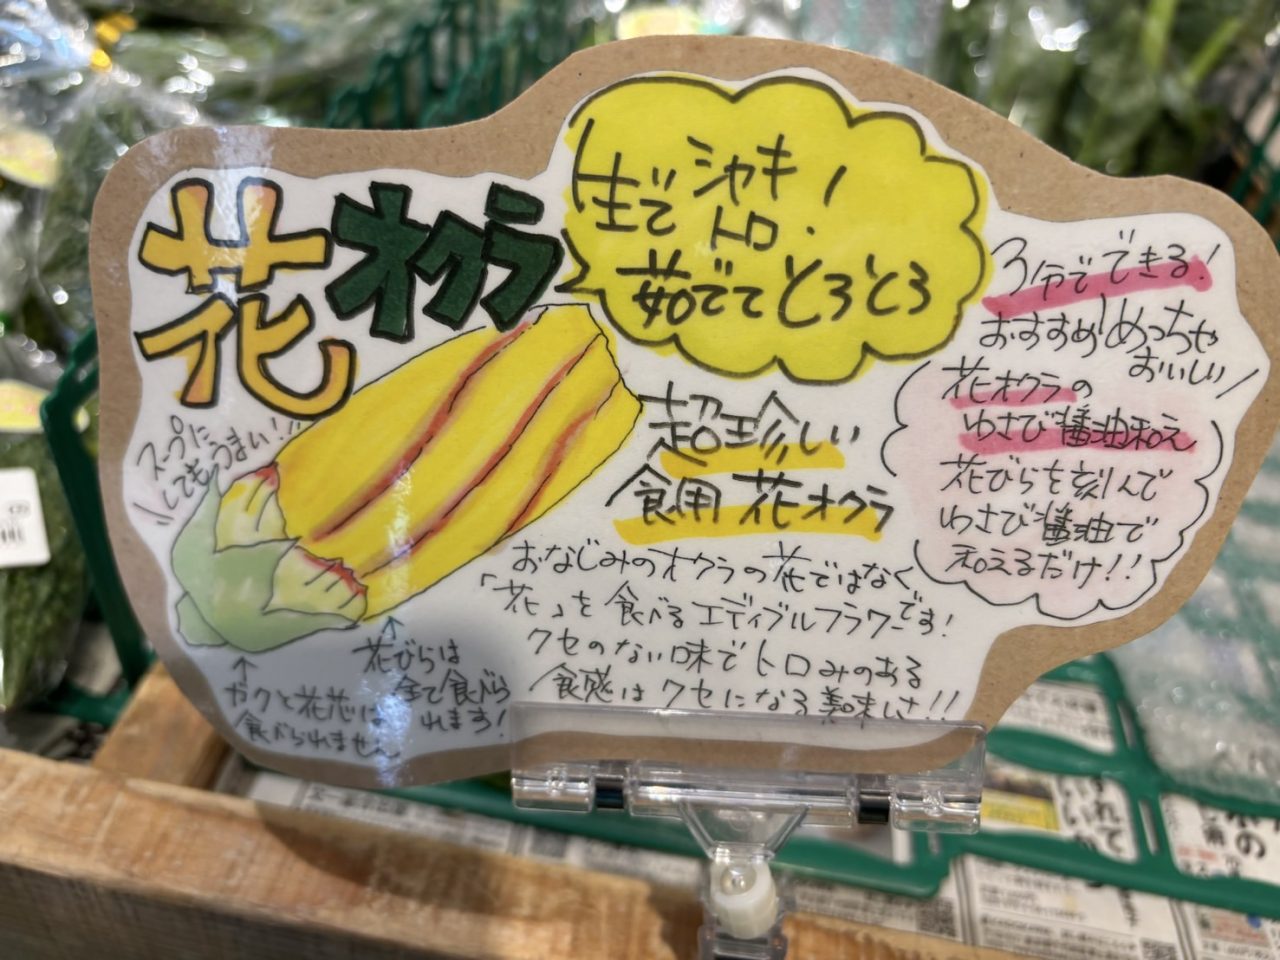 花オクラ
生でシャキ
トロ!
茹でてとろとろ
スープに
してもうまい!!
超珍しい
食用花オクラ
おなじみのオクラの花ではなく
「花」を食べるエディブルフラワーです!
クセのない味でトロみのある
食感はクセになる美味しさ!!
花びらは
全て食べら
れます!
ガクと花芯は
食べられません
3分でできる!
おすすめ!めっちゃ
おいしい
花オクラの
わさび醤油和え
花びらを刻んで
わさび醤油で
和えるだけ!!